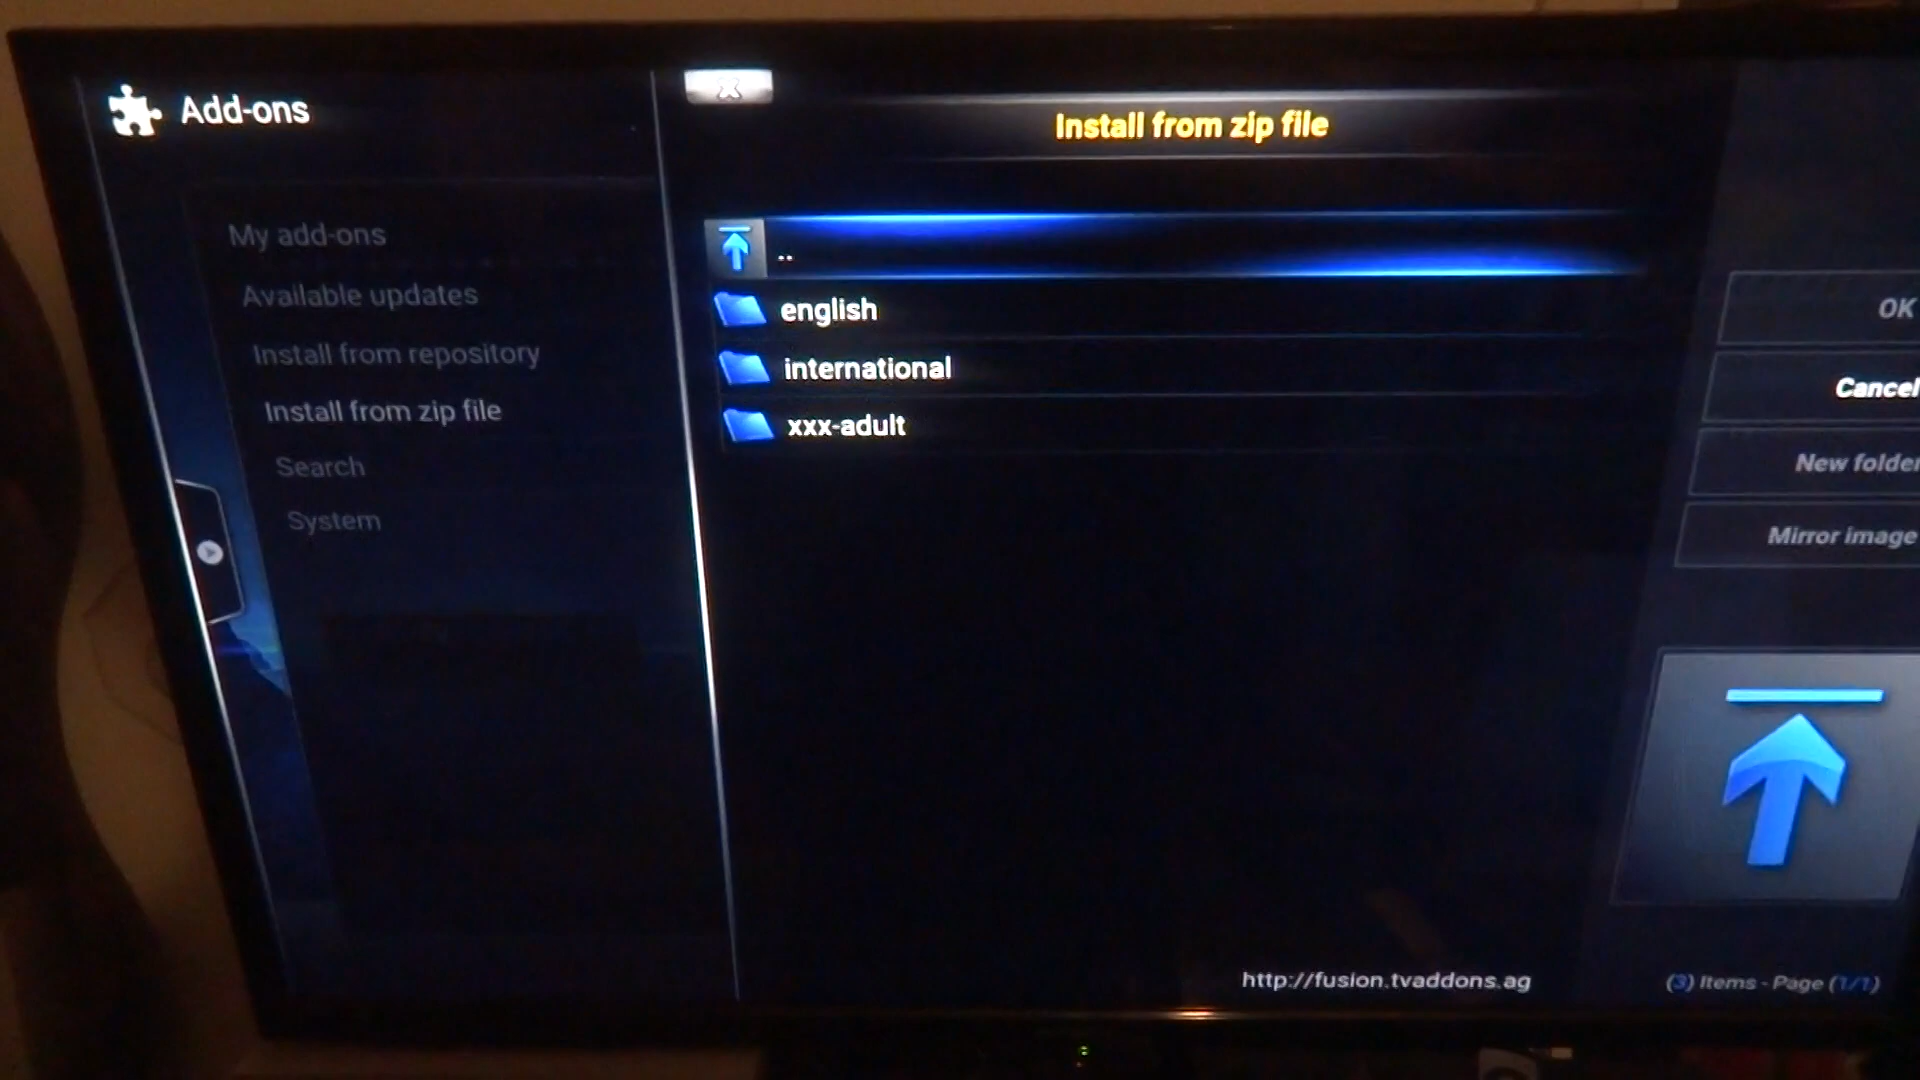 Add-ons
My add-ons
Available updates
Install from repository
Install from zip file
Search
System
x
Install from zip file
..
english
international
xxx-adult
OK
Cancel
New folder
Mirror image
http://fusion.tvaddons.ag
(3) Items - Page (1/1)